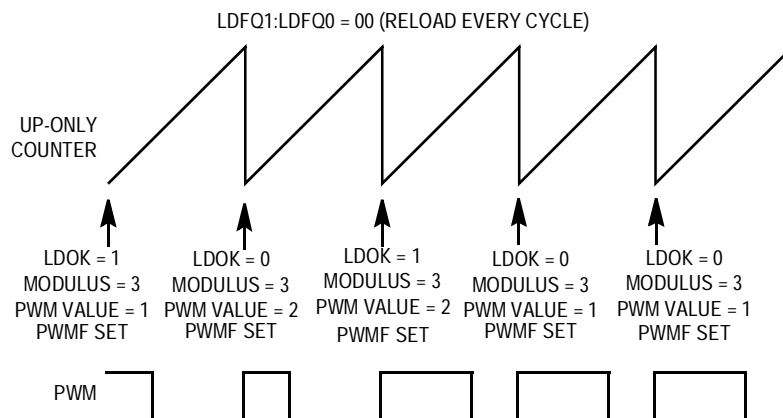 LDFQ1:LDFQ0 = 00 (RELOAD EVERY CYCLE)
UP-ONLY
COUNTER
LDOK = 1
MODULUS = 3
PWM VALUE = 1
PWMF SET
LDOK = 0
MODULUS = 3
PWM VALUE = 2
PWMF SET
LDOK = 1
MODULUS = 3
PWM VALUE = 2
PWMF SET
LDOK = 0
MODULUS = 3
PWM VALUE = 1
PWMF SET
LDOK = 0
MODULUS = 3
PWM VALUE = 1
PWMF SET
PWM